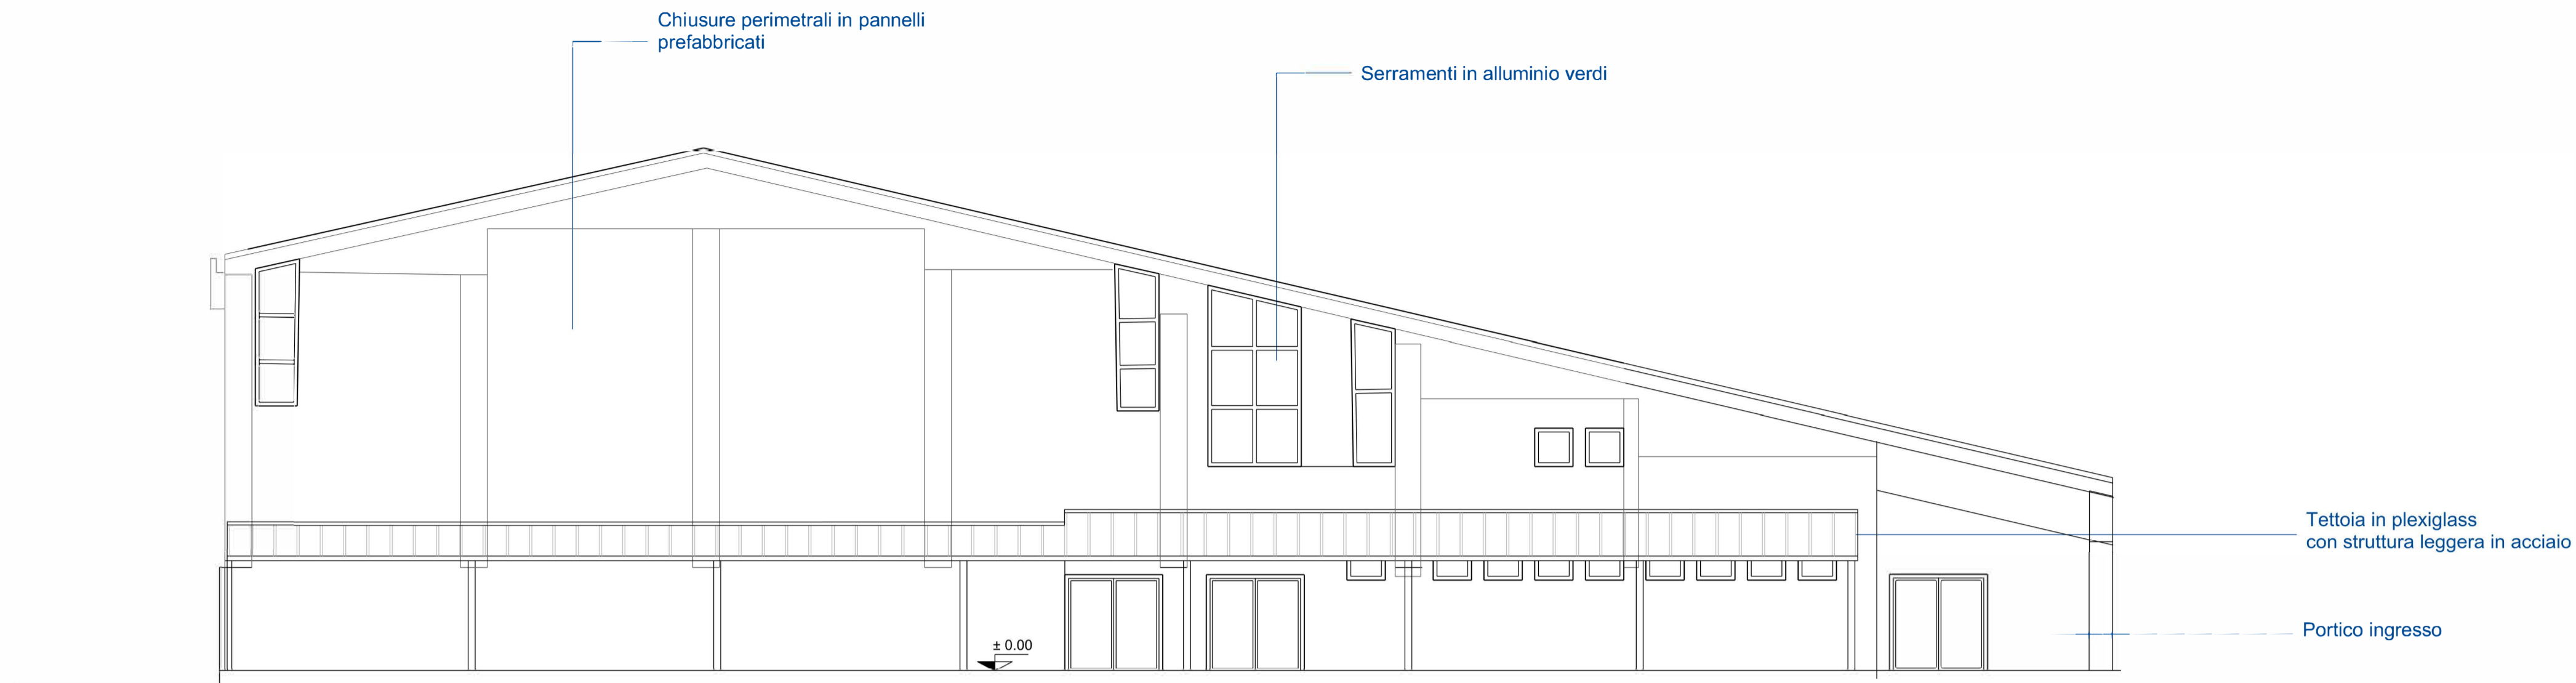 Chiusure perimetrali in pannelli
prefabbricati
Serramenti in alluminio verdi
Tettoia in plexiglass
con struttura leggera in acciaio
Portico ingresso
± 0.00